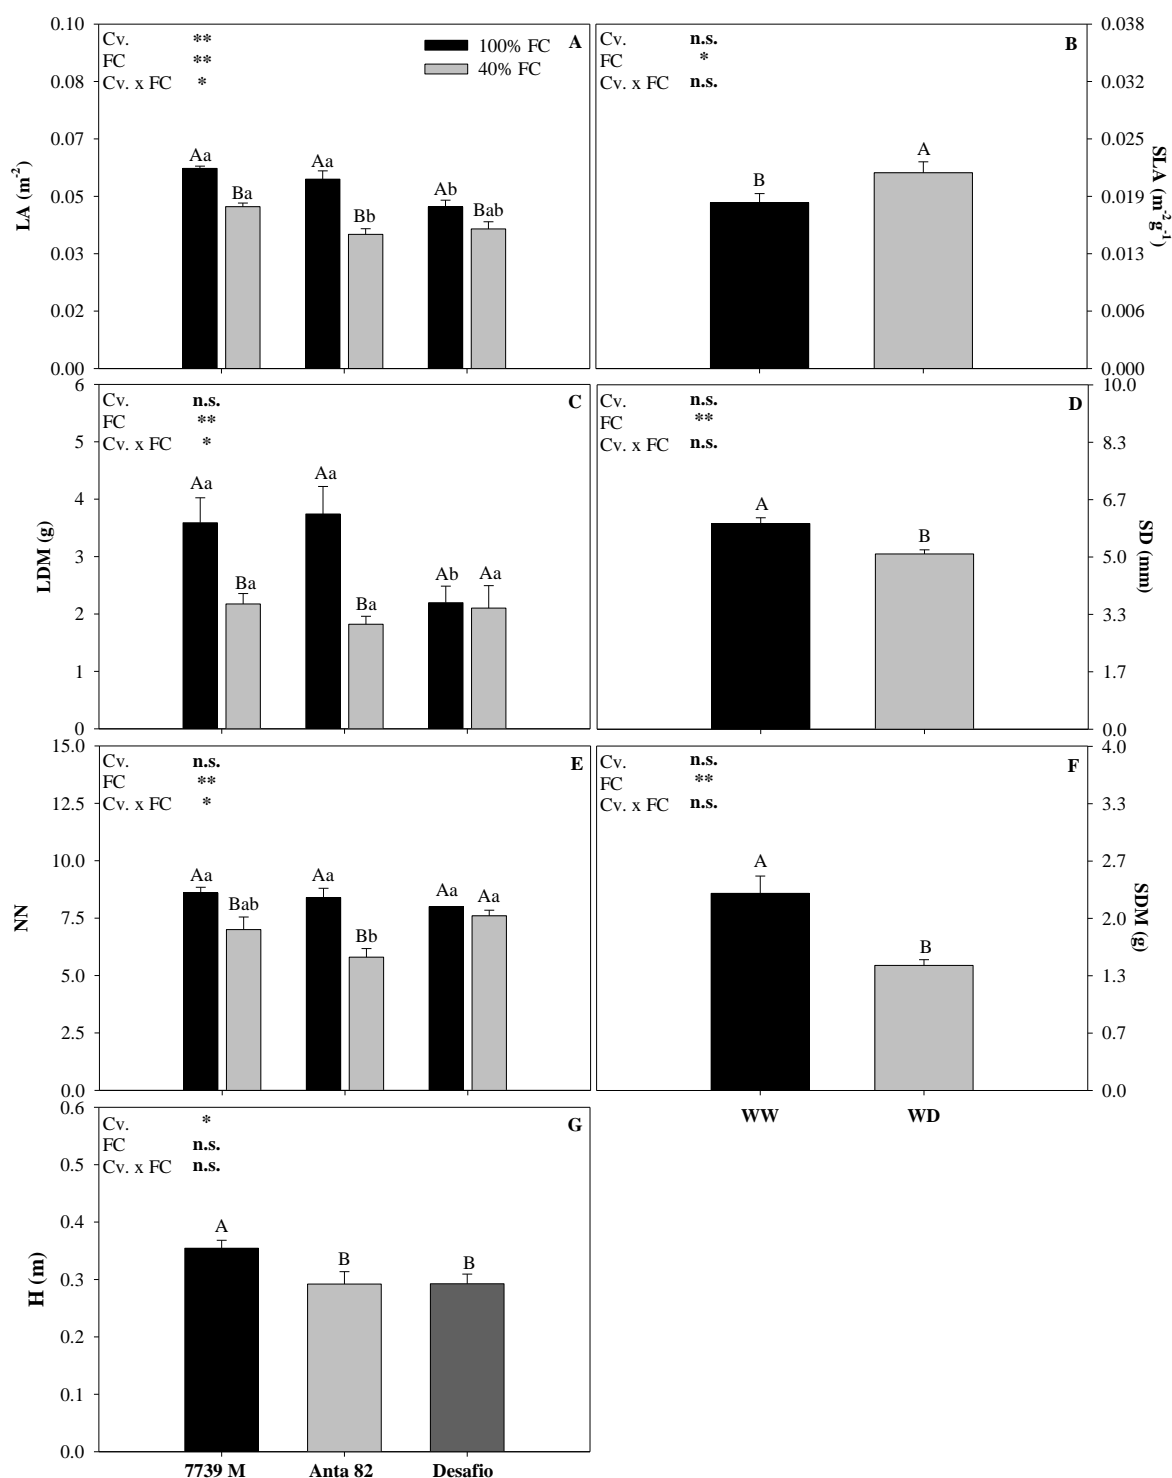 0.10
0.08
0.07
0.05
0.03
0.02
0.00
LA (m⁻²)
Cv. **
FC **
Cv. x FC *
100% FC
40% FC
A
Aa
Ba
Aa
Bb
Ab
Bab
Cv. n.s.
FC *
Cv. x FC n.s.
B
B
A
0.038
0.032
0.025
0.019
0.013
0.006
0.000
SLA (m⁻²g⁻¹)
6
5
4
3
2
1
0
LDM (g)
Cv. n.s.
FC **
Cv. x FC *
C
Aa
Ba
Aa
Ba
Ab
Aa
Cv. n.s.
FC **
Cv. x FC n.s.
D
A
B
10.0
8.3
6.7
5.0
3.3
1.7
0.0
SD (mm)
15.0
12.5
10.0
7.5
5.0
2.5
0.0
NN
Cv. n.s.
FC **
Cv. x FC *
E
Aa
Bab
Aa
Bb
Aa
Aa
Cv. n.s.
FC **
Cv. x FC n.s.
F
A
B
4.0
3.3
2.7
2.0
1.3
0.7
0.0
SDM (g)
WW WD
0.6
0.5
0.4
0.3
0.2
0.1
0.0
H (m)
Cv. *
FC n.s.
Cv. x FC n.s.
G
A
B
B
7739 M Anta 82 Desafio